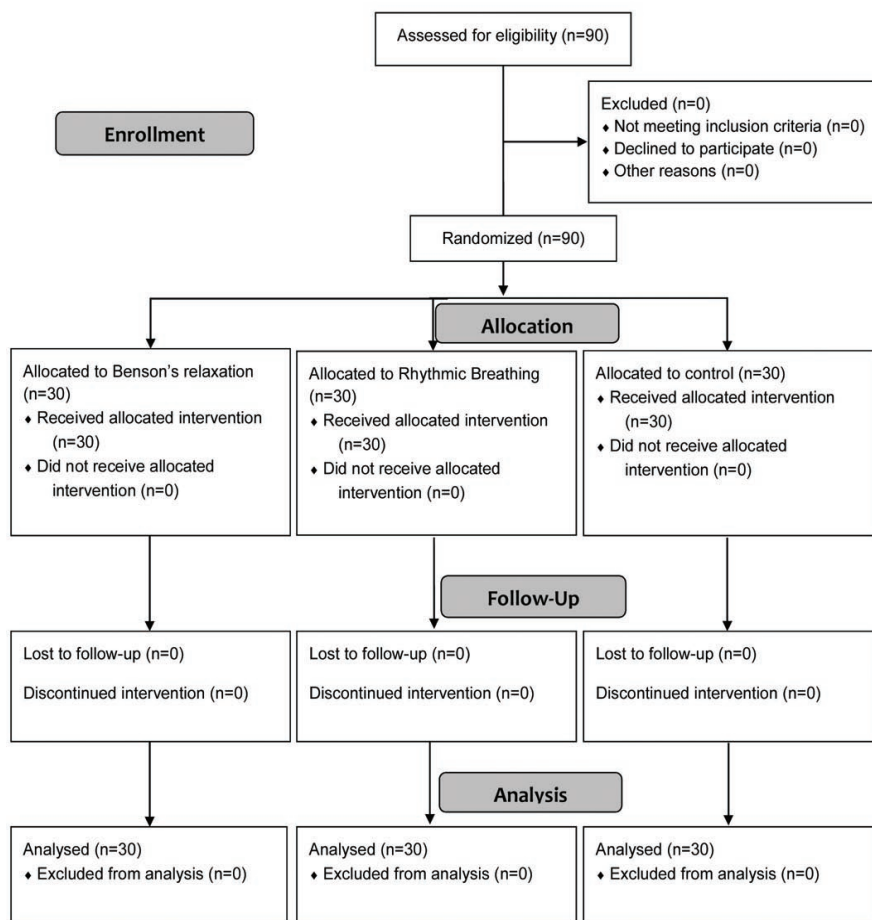 Assessed for eligibility (n=90)
Enrollment
Excluded (n=0)
♦ Not meeting inclusion criteria (n=0)
♦ Declined to participate (n=0)
♦ Other reasons (n=0)
Randomized (n=90)
Allocation
Allocated to Benson’s relaxation
(n=30)
♦ Received allocated intervention
(n=30)
♦ Did not receive allocated
intervention (n=0)
Allocated to Rhythmic Breathing
(n=30)
♦ Received allocated intervention
(n=30)
♦ Did not receive allocated
intervention (n=0)
Allocated to control (n=30)
♦ Received allocated intervention
(n=30)
♦ Did not receive allocated
intervention (n=0)
Follow-Up
Lost to follow-up (n=0)
Discontinued intervention (n=0)
Lost to follow-up (n=0)
Discontinued intervention (n=0)
Lost to follow-up (n=0)
Discontinued intervention (n=0)
Analysis
Analysed (n=30)
♦ Excluded from analysis (n=0)
Analysed (n=30)
♦ Excluded from analysis (n=0)
Analysed (n=30)
♦ Excluded from analysis (n=0)